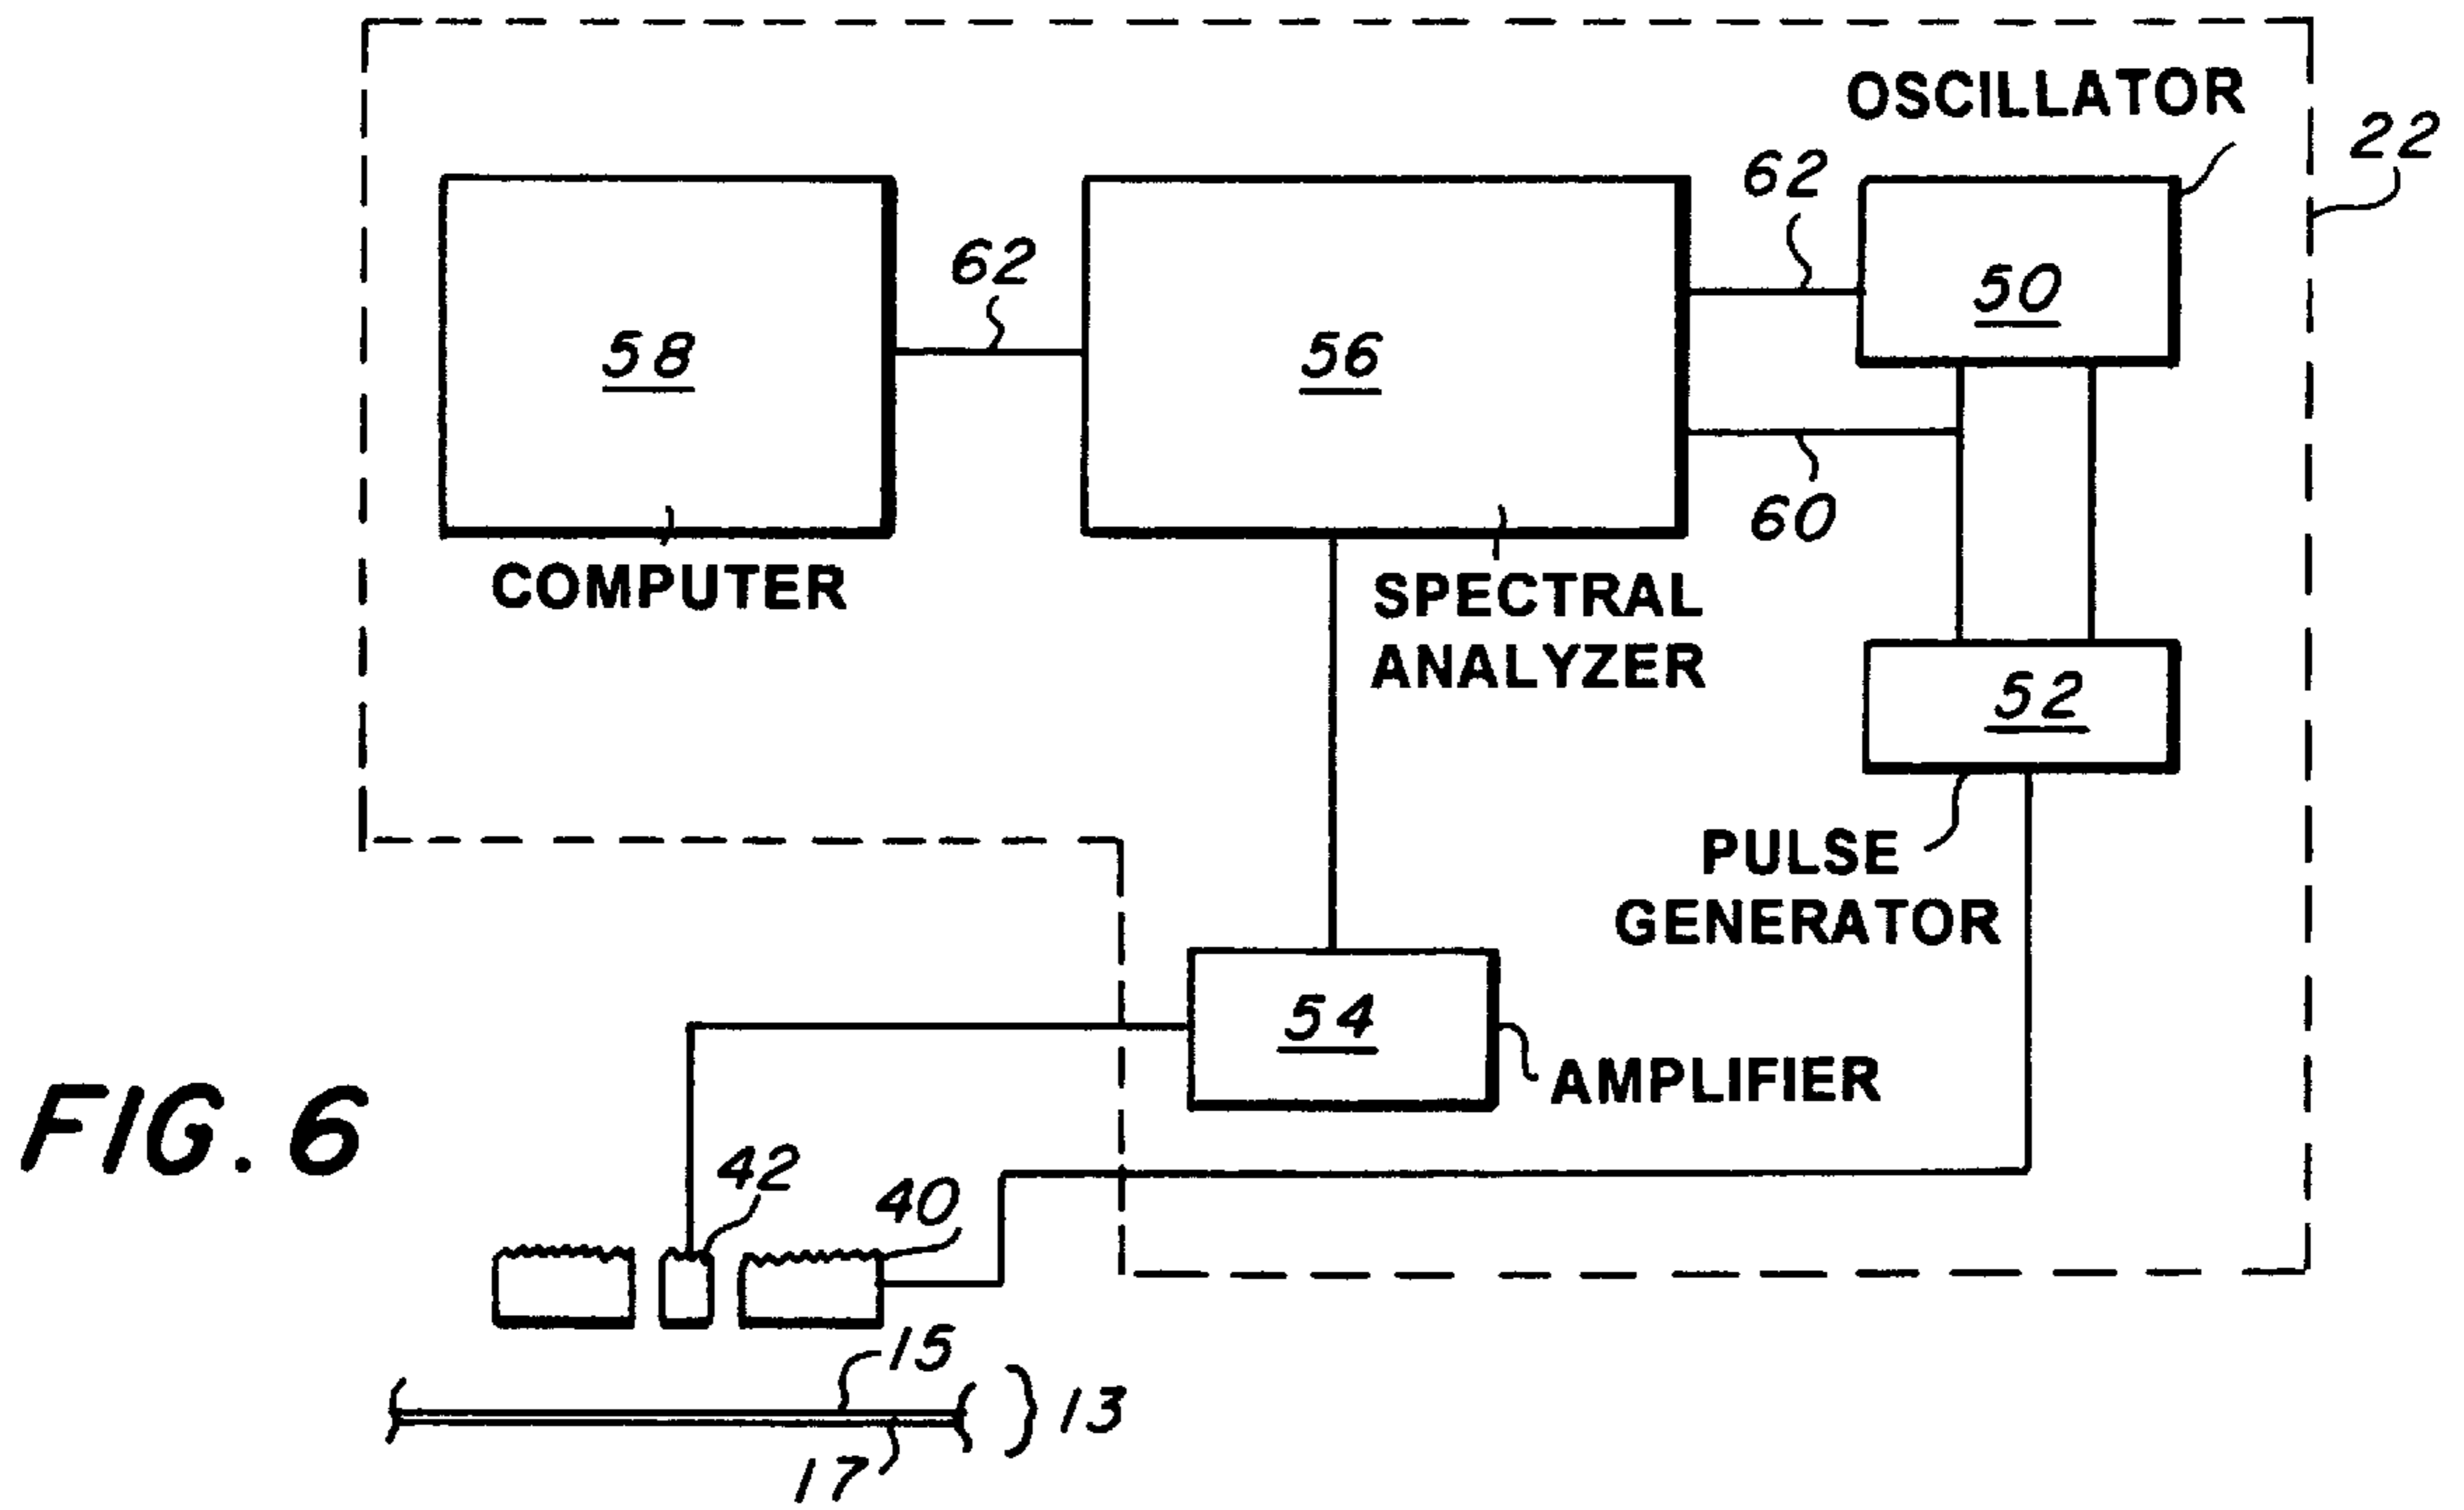 OSCILLATOR
22
62
50
62
58
56
60
COMPUTER
SPECTRAL
ANALYZER
52
PULSE
GENERATOR
54
AMPLIFIER
FIG. 6
42
40
15
13
17